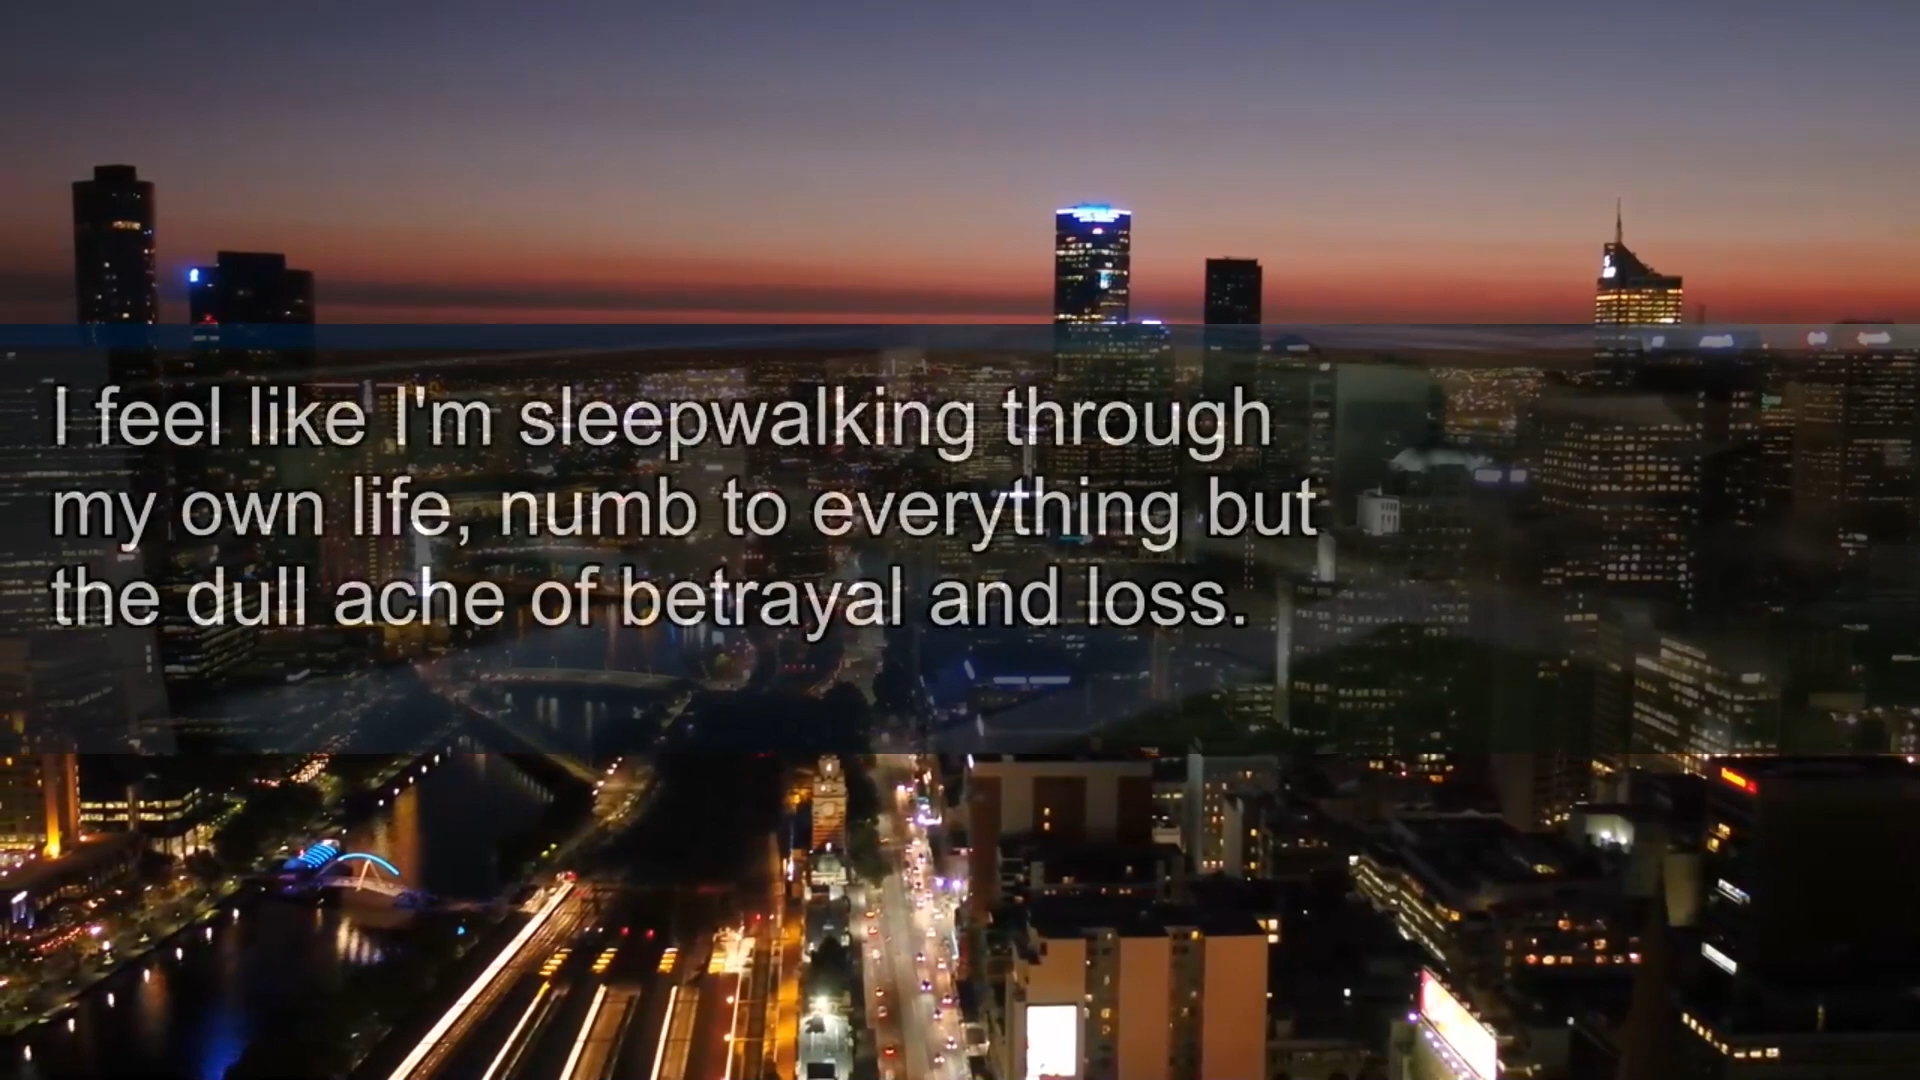 I feel like I'm sleepwalking through
my own life, numb to everything but
the dull ache of betrayal and loss.